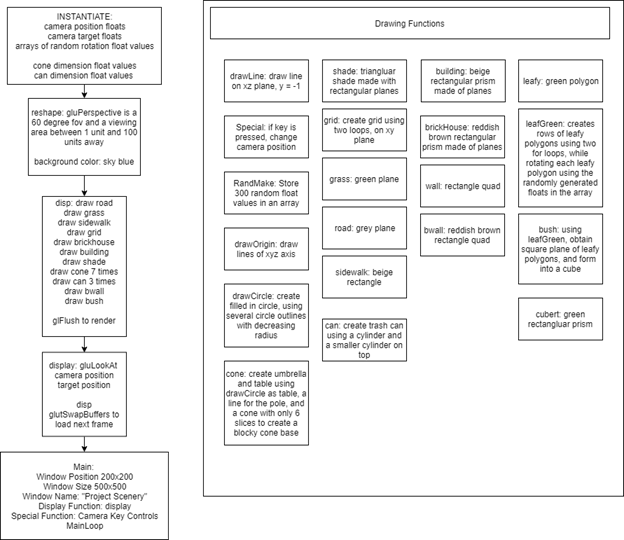 INSTANTIATE:
camera position floats
camera target floats
arrays of random rotation float values
cone dimension float values
can dimension float values
reshape: gluPerspective is a
60 degree fov and a viewing
area between 1 unit and 100
units away
background color: sky blue
disp: draw road
draw grass
draw sidewalk
draw grid
draw brickhouse
draw building
draw shade
draw cone 7 times
draw can 3 times
draw bwall
draw bush
glFlush to render
display: gluLookAt
camera position
target position
disp
glutSwapBuffers to
load next frame
Main:
Window Position 200x200
Window Size 500x500
Window Name: "Project Scenery"
Display Function: display
Special Function: Camera Key Controls
MainLoop
Drawing Functions
drawLine: draw line
on xz plane, y = -1
Special: if key is
pressed, change
camera position
RandMake: Store
300 random float
values in an array
drawOrigin: draw
lines of xyz axis
drawCircle: create
filled in circle, using
several circle outlines
with decreasing
radius
cone: create umbrella
and table using
drawCircle as table, a
line for the pole, and
a cone with only 6
slices to create a
blocky cone base
shade: triangluar
shade made with
rectangular planes
grid: create grid using
two loops, on xy
plane
grass: green plane
road: grey plane
sidewalk: beige
rectangle
can: create trash can
using a cylinder and
a smaller cylinder on
top
building: beige
rectangular prism
made of planes
brickHouse: reddish
brown rectangular
prism made of planes
wall: rectangle quad
bwall: reddish brown
rectangle quad
leafy: green polygon
leafGreen: creates
rows of leafy
polygons using two
for loops, while
rotating each leafy
polygon using the
randomly generated
floats in the array
bush: using
leafGreen, obtain
square plane of leafy
polygons, and form
into a cube
cubert: green
rectangluar prism